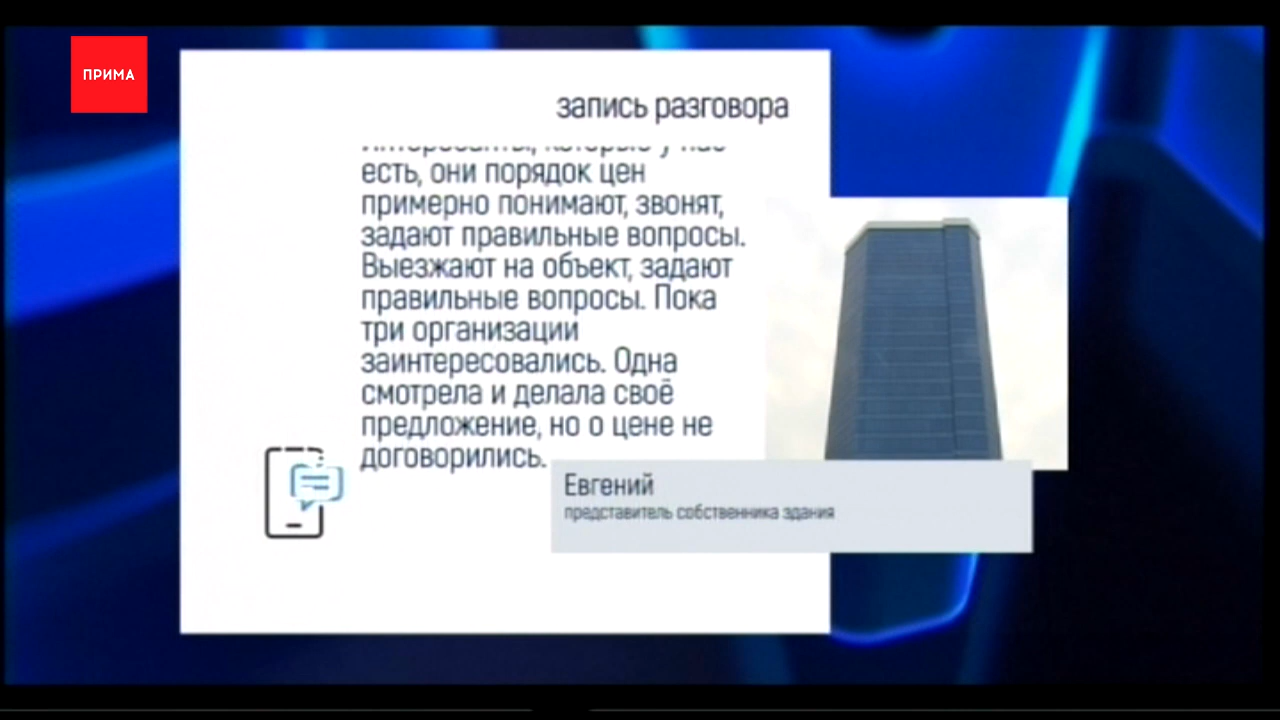 ПРИМА
запись разговора
есть, они порядок цен
примерно понимают, звонят,
задают правильные вопросы.
Выезжают на объект, задают
правильные вопросы. Пока
три организации
заинтересовались. Одна
смотрела и делала своё
предложение, но о цене не
договорились.
Евгений
представитель собственника здания